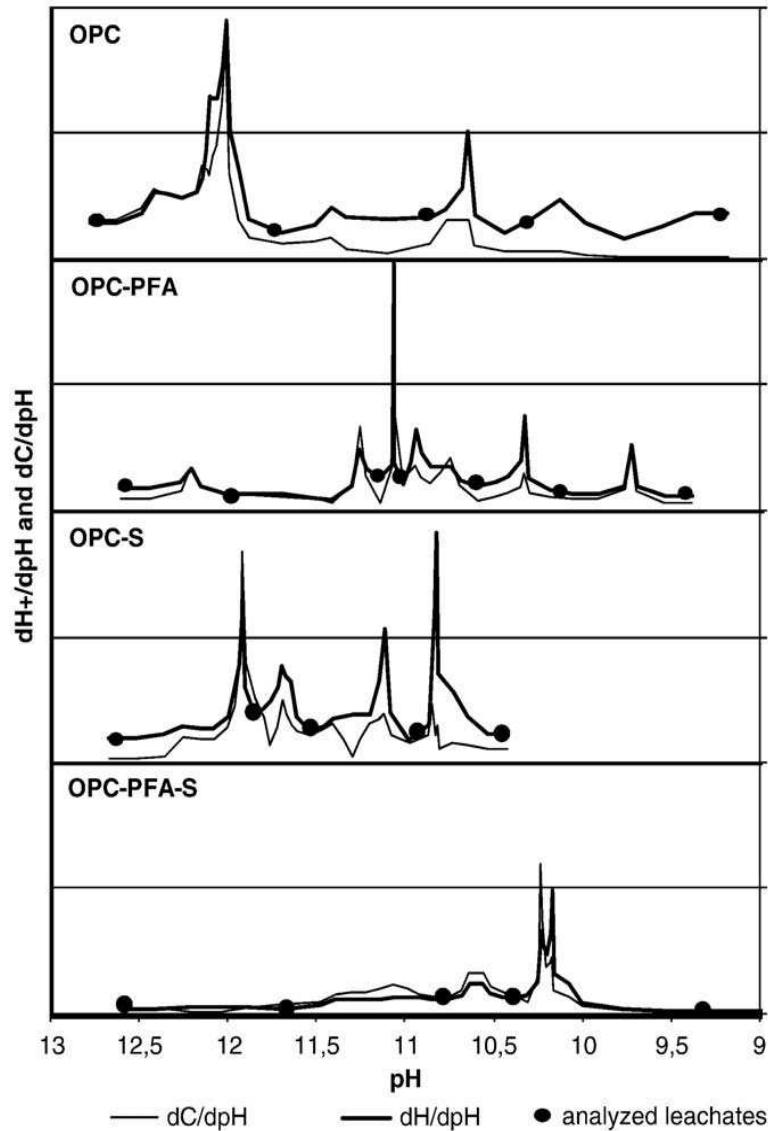 OPC
OPC-PFA
OPC-S
OPC-PFA-S
dH+/dpH and dC/dpH
13 12,5 12 11,5 11 10,5 10 9,5 9
pH
dC/dpH dH/dpH analyzed leachates